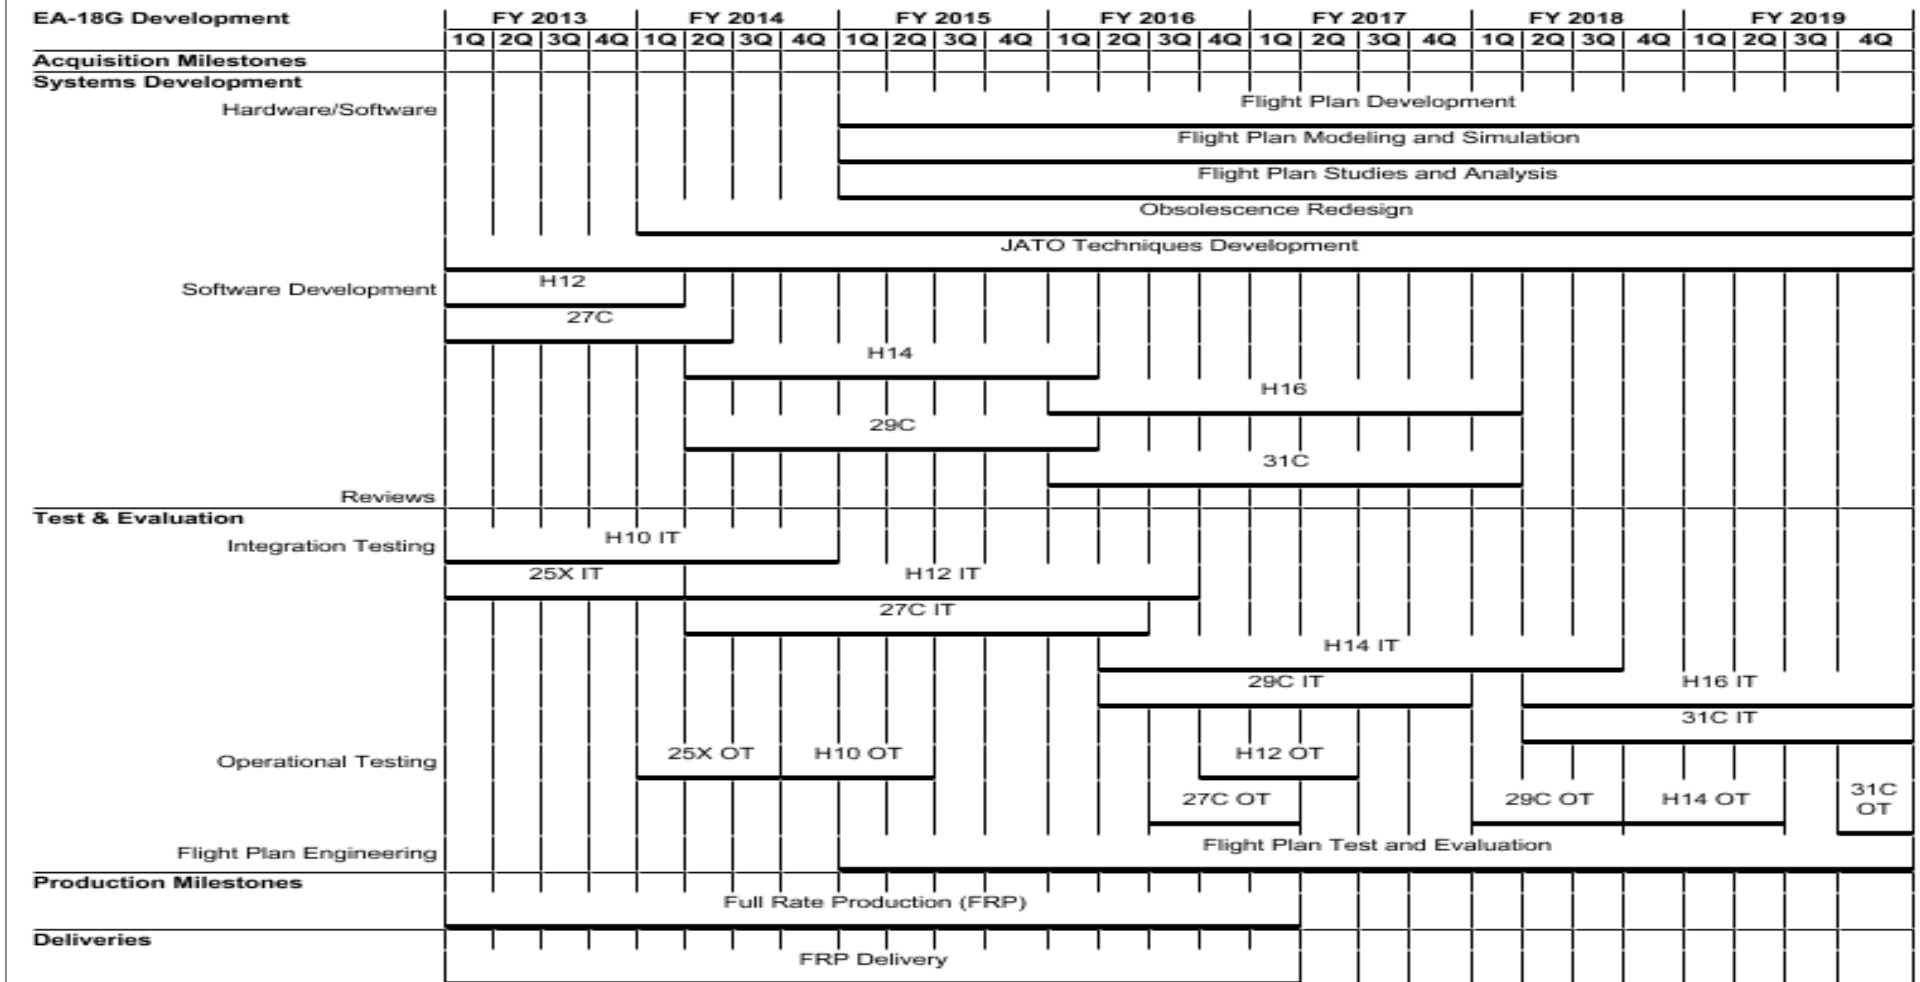 EA-18G Development FY 2013 FY 2014 FY 2015 FY 2016 FY 2017 FY 2018 FY 2019
1Q 2Q 3Q 4Q 1Q 2Q 3Q 4Q 1Q 2Q 3Q 4Q 1Q 2Q 3Q 4Q 1Q 2Q 3Q 4Q 1Q 2Q 3Q 4Q 1Q 2Q 3Q 4Q
Acquisition Milestones
Systems Development
Hardware/Software Flight Plan Development
Flight Plan Modeling and Simulation
Flight Plan Studies and Analysis
Obsolescence Redesign
JATO Techniques Development
Software Development H12
27C
H14
H16
29C
31C
Reviews
Test & Evaluation
Integration Testing H10 IT
25X IT H12 IT
27C IT
H14 IT
29C IT H16 IT
31C IT
Operational Testing 25X OT H10 OT H12 OT
27C OT 29C OT H14 OT 31C OT
Flight Plan Engineering Flight Plan Test and Evaluation
Production Milestones
Full Rate Production (FRP)
Deliveries
FRP Delivery